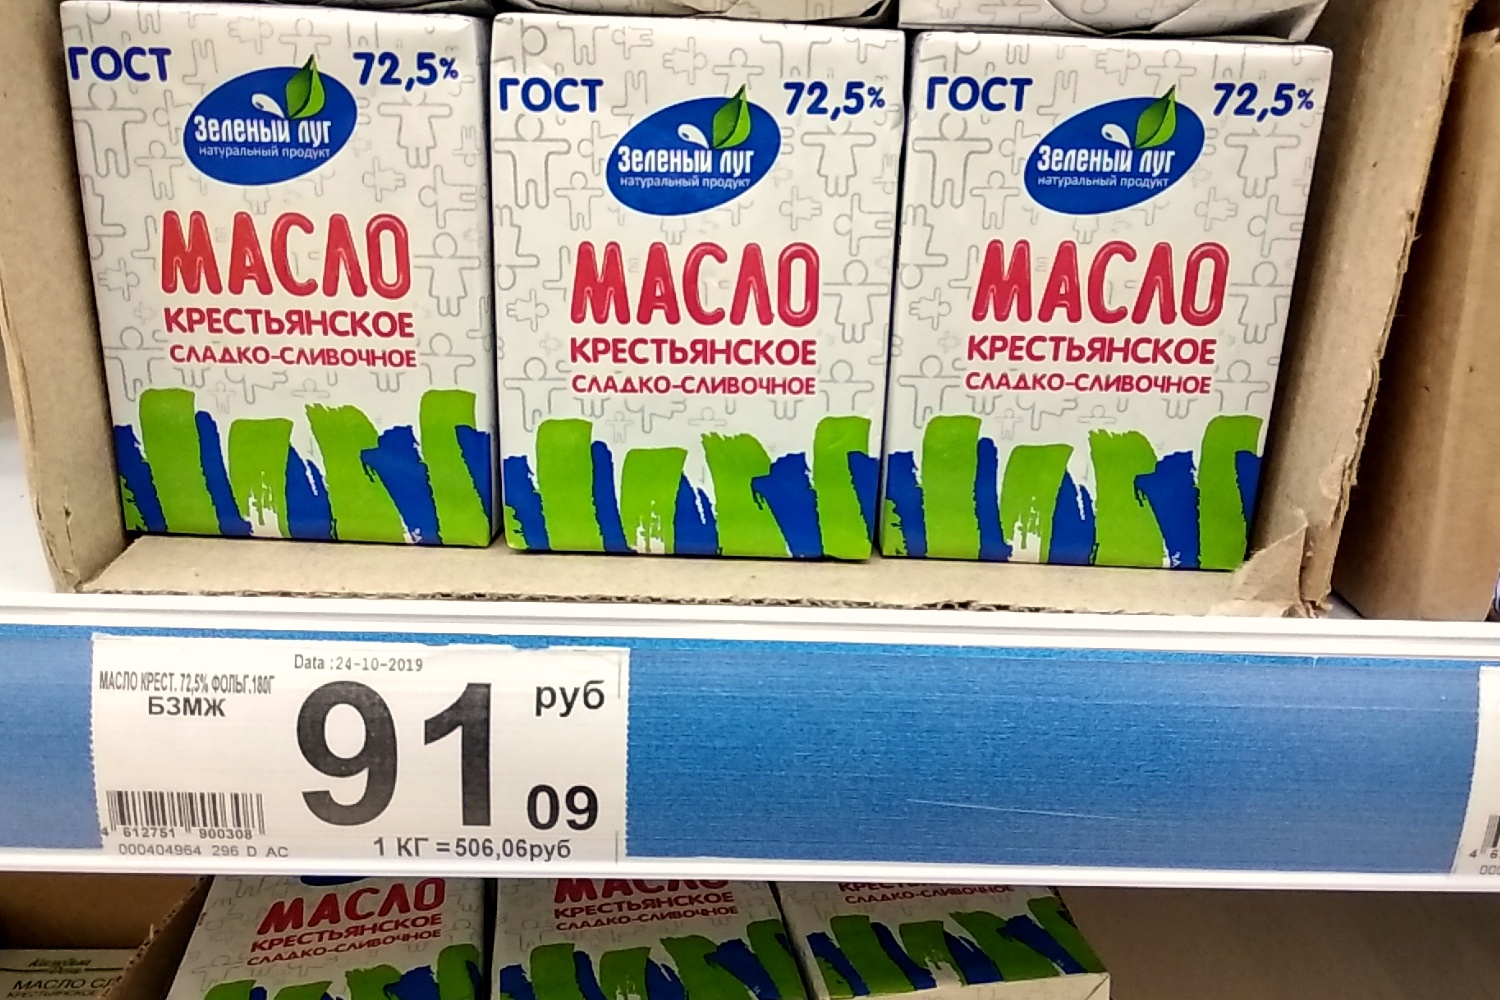 ГОСТ
72,5%
Зеленый луг
натуральный продукт
МАСЛО
КРЕСТЬЯНСКОЕ
СЛАДКО-СЛИВОЧНОЕ
ГОСТ
72,5%
Зеленый луг
натуральный продукт
МАСЛО
КРЕСТЬЯНСКОЕ
СЛАДКО-СЛИВОЧНОЕ
ГОСТ
72,5%
Зеленый луг
натуральный продукт
МАСЛО
КРЕСТЬЯНСКОЕ
СЛАДКО-СЛИВОЧНОЕ
Data :24-10-2019
МАСЛО КРЕСТ. 72,5% ФОЛЬГ.180Г
БЗМЖ
91 руб
09
4 612751 900308
000404964 296 D AC
1 КГ = 506,06руб
МАСЛО
КРЕСТЬЯНСКОЕ
СЛАДКО-СЛИВОЧНОЕ
МАСЛО
КРЕСТЬЯНСКОЕ
СЛАДКО-СЛИВОЧНОЕ
СЛАДКО-СЛИВОЧНОЕ
МАСЛО